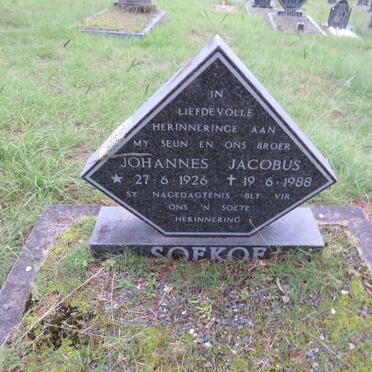 IN
LIEFDEVOLLE
HERINNERINGE AAN
MY SEUN EN ONS BROER
JOHANNES JACOBUS
★ 27·6·1926 ✝ 19·6·1988
SY NAGEDAGTENIS BLY VIR
ONS 'N SOETE
HERINNERING
SOEKOE